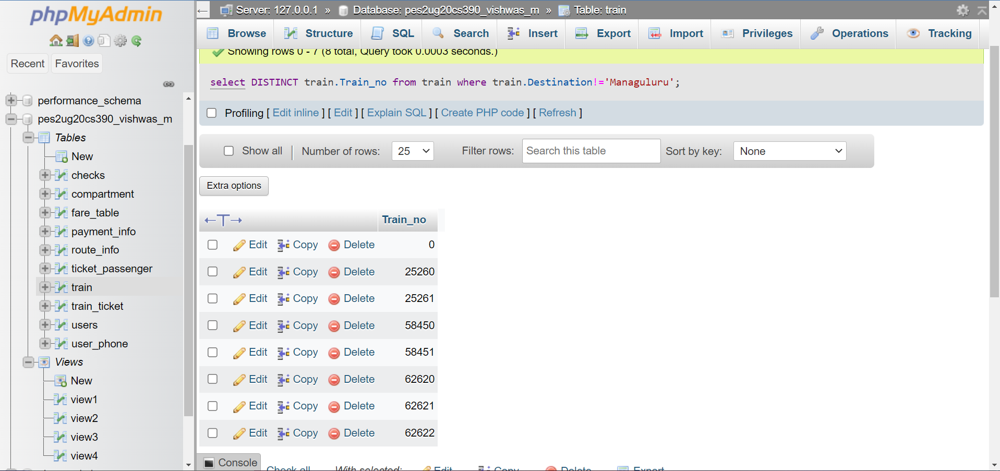 phpMyAdmin
Recent
Favorites
performance_schema
pes2ug20cs390_vishwas_m
Tables
New
checks
compartment
fare_table
payment_info
route_info
ticket_passenger
train
train_ticket
users
user_phone
Views
New
view1
view2
view3
view4
Server: 127.0.0.1 » Database: pes2ug20cs390_vishwas_m » Table: train
Browse Structure SQL Search Insert Export Import Privileges Operations Tracking
Showing rows 0 - 7 (8 total, Query took 0.0003 seconds.)
select DISTINCT train.Train_no from train where train.Destination!='Managuluru';
Profiling [ Edit inline ] [ Edit ] [ Explain SQL ] [ Create PHP code ] [ Refresh ]
Show all | Number of rows: 25 Filter rows: Search this table Sort by key: None
Extra options
←T→ Train_no
Edit Copy Delete 0
Edit Copy Delete 25260
Edit Copy Delete 25261
Edit Copy Delete 58450
Edit Copy Delete 58451
Edit Copy Delete 62620
Edit Copy Delete 62621
Edit Copy Delete 62622
Console
Check all With selected: Edit Copy Delete Export